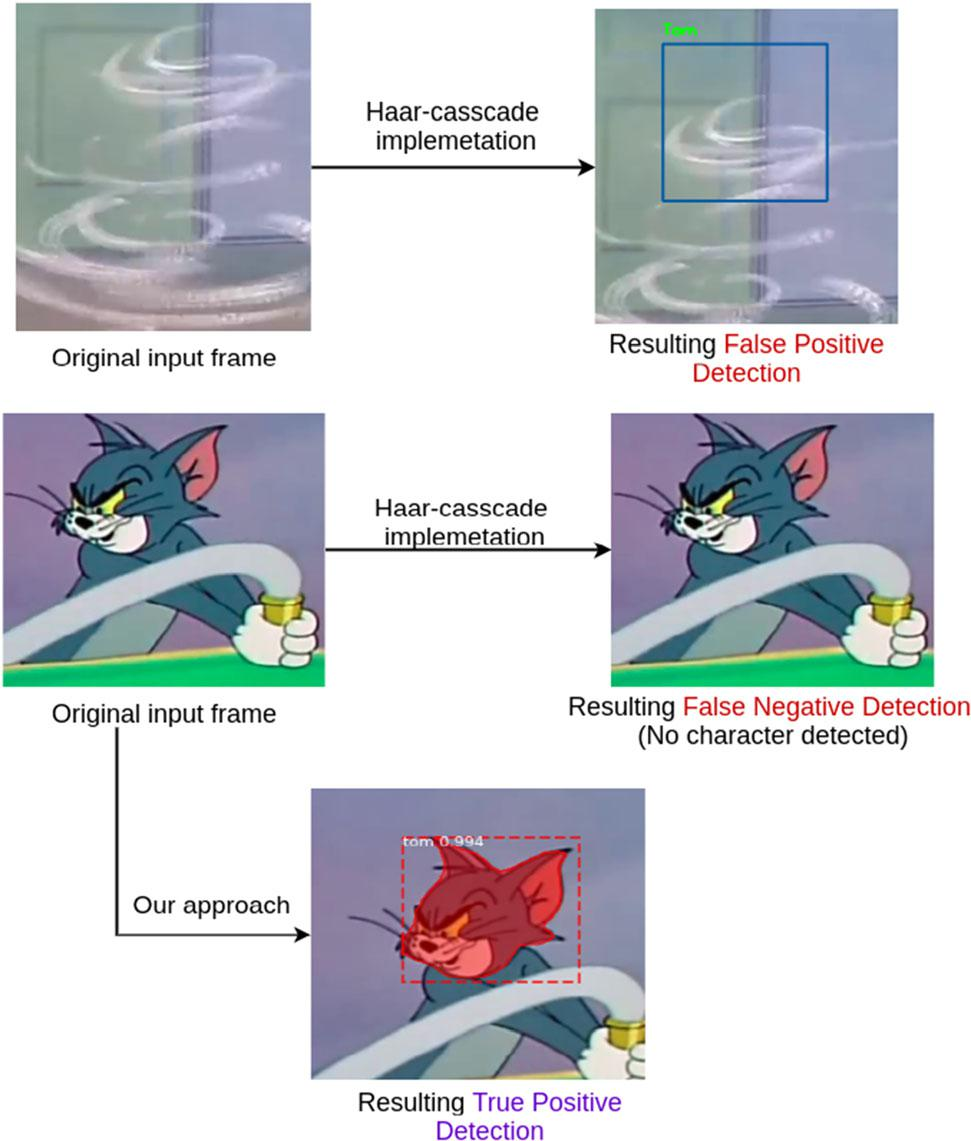 Tom
Haar-casscade
implemetation
Original input frame
Resulting False Positive
Detection
Haar-casscade
implemetation
Original input frame
Resulting False Negative Detection
(No character detected)
tom 0.994
Our approach
Resulting True Positive
Detection